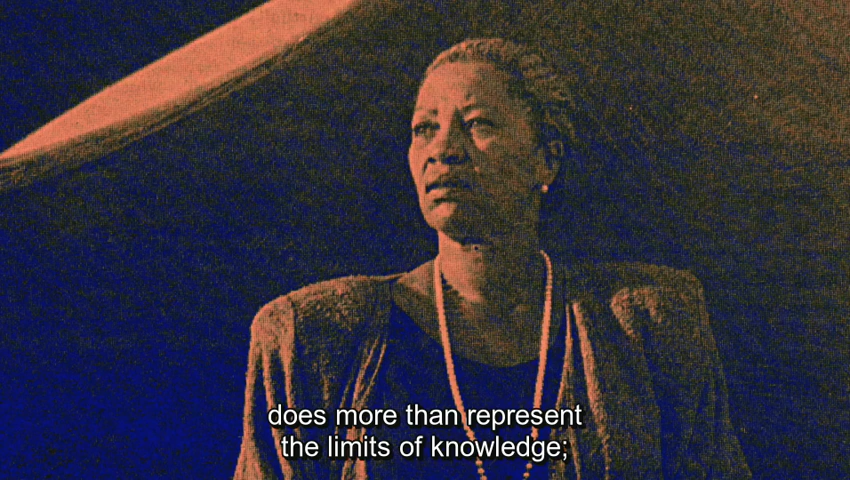 does more than represent
the limits of knowledge;